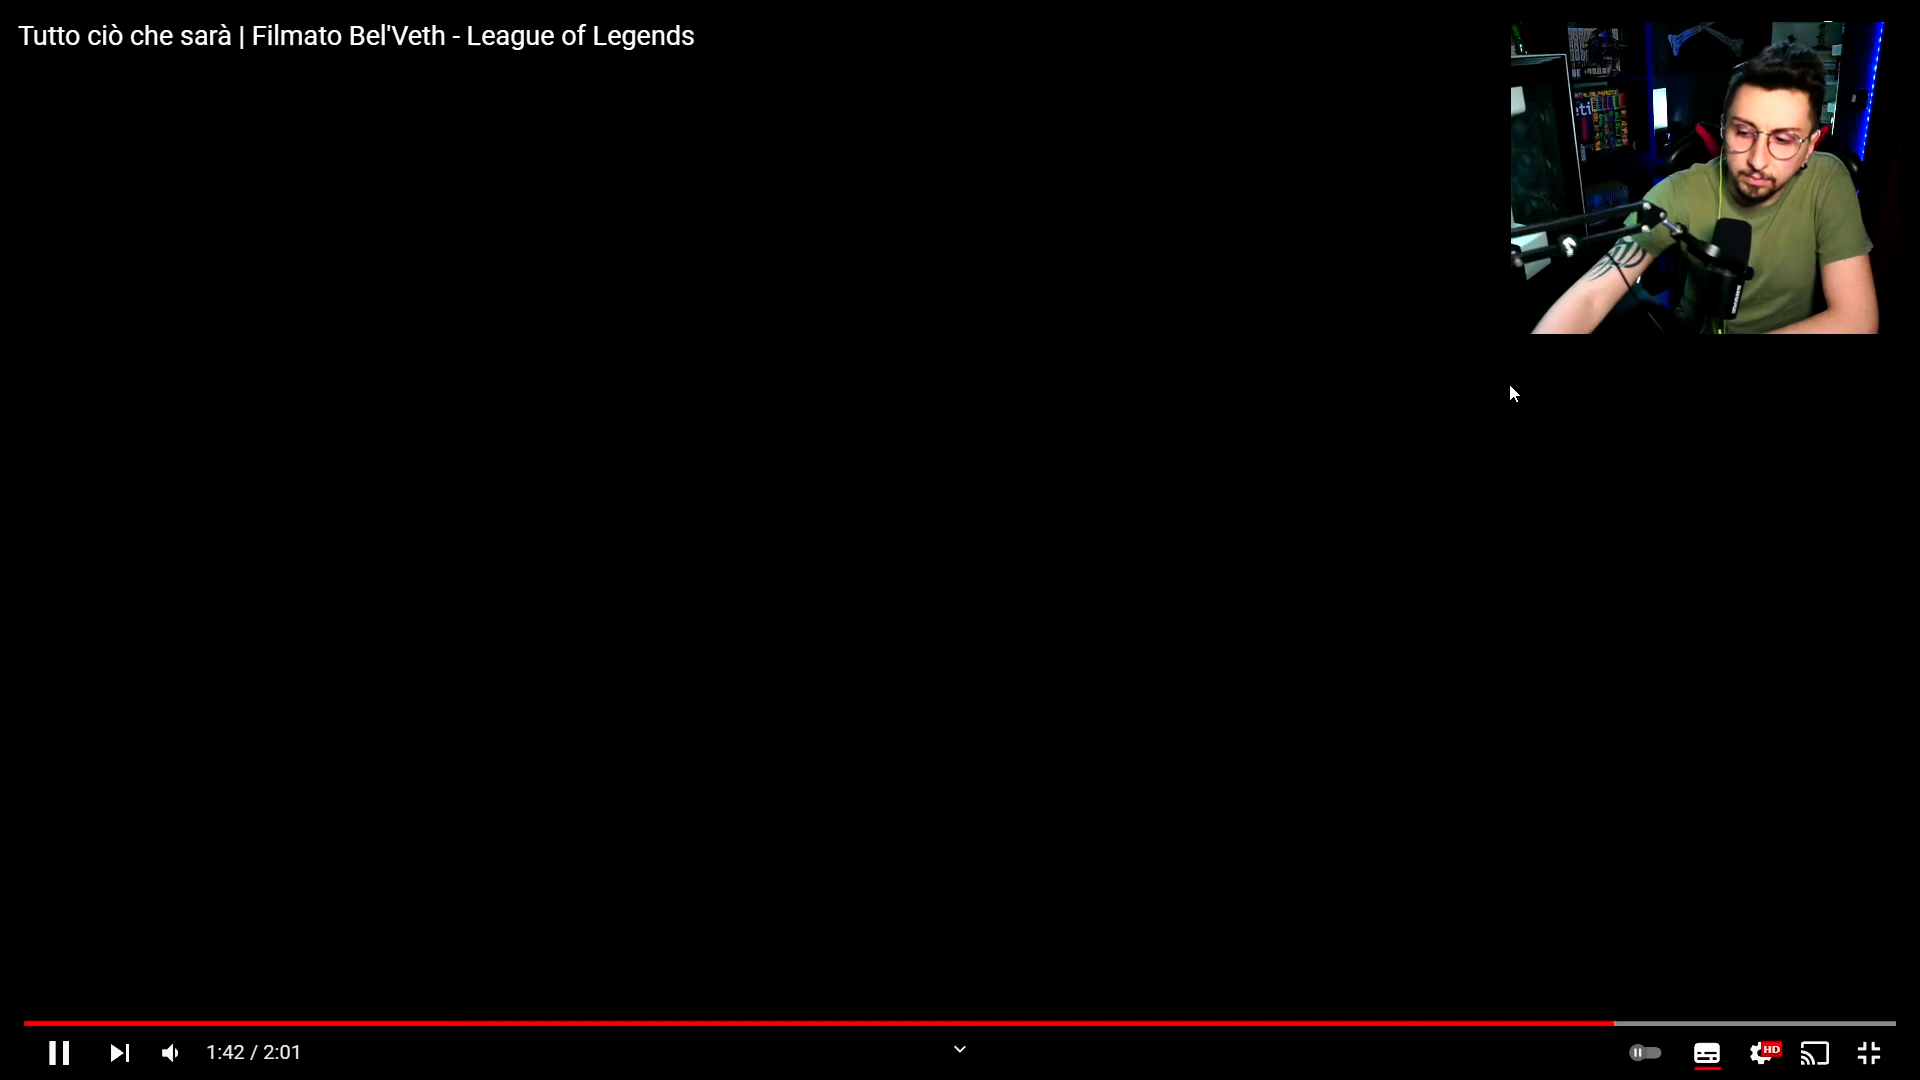 Tutto ciò che sarà | Filmato Bel'Veth - League of Legends
1:42 / 2:01
HD